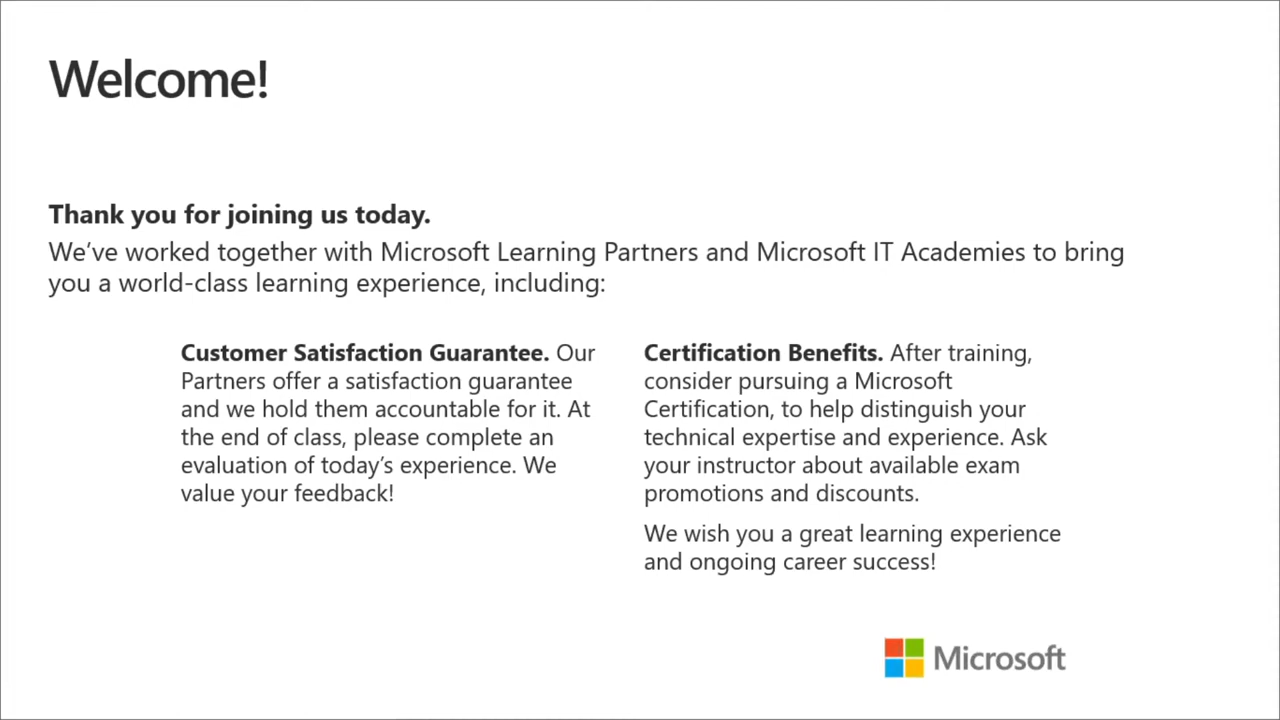 Welcome!
Thank you for joining us today.
We’ve worked together with Microsoft Learning Partners and Microsoft IT Academies to bring
you a world-class learning experience, including:
Customer Satisfaction Guarantee. Our
Partners offer a satisfaction guarantee
and we hold them accountable for it. At
the end of class, please complete an
evaluation of today’s experience. We
value your feedback!
Certification Benefits. After training,
consider pursuing a Microsoft
Certification, to help distinguish your
technical expertise and experience. Ask
your instructor about available exam
promotions and discounts.
We wish you a great learning experience
and ongoing career success!
Microsoft